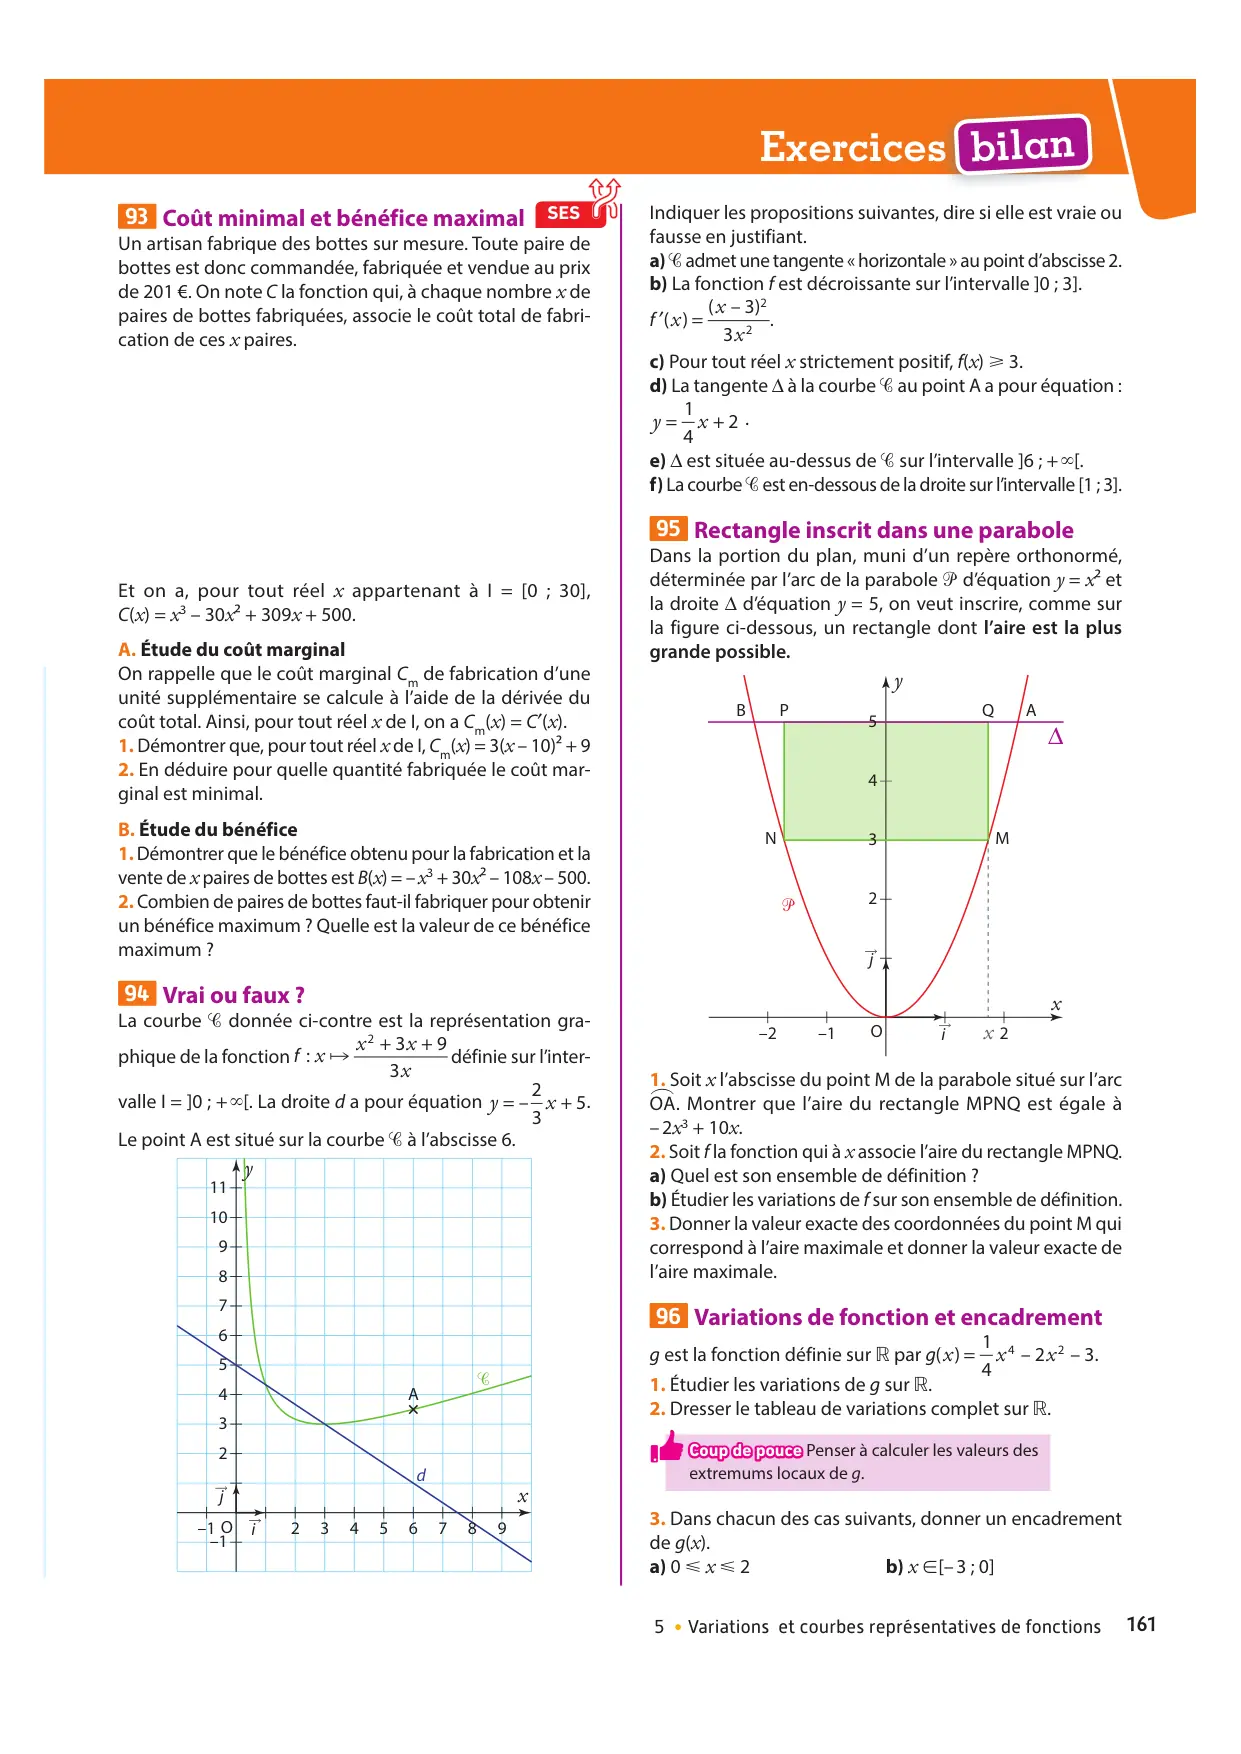 Exercices bilan
93 Coût minimal et bénéfice maximal SES
Un artisan fabrique des bottes sur mesure. Toute paire de
bottes est donc commandée, fabriquée et vendue au prix
de 201 €. On note C la fonction qui, à chaque nombre x de
paires de bottes fabriquées, associe le coût total de fabri-
cation de ces x paires.
Et on a, pour tout réel x appartenant à I = [0 ; 30],
C(x) = x³ – 30x² + 309x + 500.
A. Étude du coût marginal
On rappelle que le coût marginal Cm de fabrication d’une
unité supplémentaire se calcule à l’aide de la dérivée du
coût total. Ainsi, pour tout réel x de I, on a Cm(x) = C′(x).
1. Démontrer que, pour tout réel x de I, Cm(x) = 3(x – 10)² + 9
2. En déduire pour quelle quantité fabriquée le coût mar-
ginal est minimal.
B. Étude du bénéfice
1. Démontrer que le bénéfice obtenu pour la fabrication et la
vente de x paires de bottes est B(x) = – x³ + 30x² – 108x – 500.
2. Combien de paires de bottes faut-il fabriquer pour obtenir
un bénéfice maximum ? Quelle est la valeur de ce bénéfice
maximum ?
94 Vrai ou faux ?
La courbe 𝒞 donnée ci-contre est la représentation gra-
phique de la fonction f : x ↦ (x² + 3x + 9)/(3x) définie sur l’inter-
valle I = ]0 ; +∞[. La droite d a pour équation y = –2/3 x + 5.
Le point A est situé sur la courbe 𝒞 à l’abscisse 6.
y
11
10
9
8
7
6
5
4
3
2
j
–1
–1 O i 2 3 4 5 6 7 8 9
x
A
𝒞
d
Indiquer les propositions suivantes, dire si elle est vraie ou
fausse en justifiant.
a) 𝒞 admet une tangente « horizontale » au point d’abscisse 2.
b) La fonction f est décroissante sur l’intervalle ]0 ; 3].
f ′(x) = (x – 3)²/(3x²).
c) Pour tout réel x strictement positif, f(x) ⩾ 3.
d) La tangente Δ à la courbe 𝒞 au point A a pour équation :
y = 1/4 x + 2 .
e) Δ est située au-dessus de 𝒞 sur l’intervalle ]6 ; +∞[.
f) La courbe 𝒞 est en-dessous de la droite sur l’intervalle [1 ; 3].
95 Rectangle inscrit dans une parabole
Dans la portion du plan, muni d’un repère orthonormé,
déterminée par l’arc de la parabole 𝒫 d’équation y = x² et
la droite Δ d’équation y = 5, on veut inscrire, comme sur
la figure ci-dessous, un rectangle dont l’aire est la plus
grande possible.
y
B P Q A
5
Δ
4
N 3 M
2
𝒫
j
x
–2 –1 O i x 2
1. Soit x l’abscisse du point M de la parabole situé sur l’arc
OA. Montrer que l’aire du rectangle MPNQ est égale à
– 2x³ + 10x.
2. Soit f la fonction qui à x associe l’aire du rectangle MPNQ.
a) Quel est son ensemble de définition ?
b) Étudier les variations de f sur son ensemble de définition.
3. Donner la valeur exacte des coordonnées du point M qui
correspond à l’aire maximale et donner la valeur exacte de
l’aire maximale.
96 Variations de fonction et encadrement
g est la fonction définie sur ℝ par g(x) = 1/4 x⁴ – 2x² – 3.
1. Étudier les variations de g sur ℝ.
2. Dresser le tableau de variations complet sur ℝ.
Coup de pouce Penser à calculer les valeurs des
extremums locaux de g.
3. Dans chacun des cas suivants, donner un encadrement
de g(x).
a) 0 ⩽ x ⩽ 2 b) x ∈ [– 3 ; 0]
5 • Variations et courbes représentatives de fonctions 161